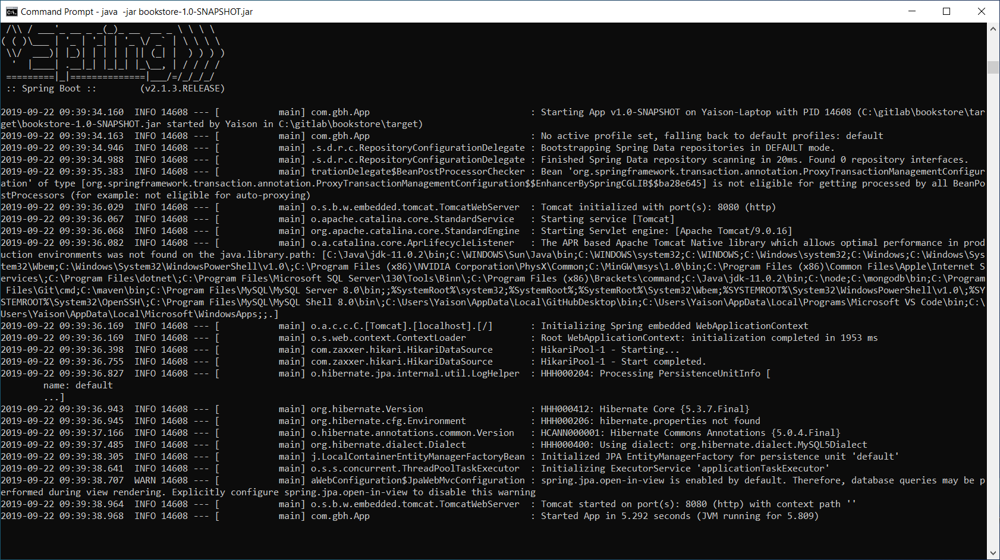 Command Prompt - java  -jar bookstore-1.0-SNAPSHOT.jar
 /\\ / ___'_ __ _ _(_)_ __  __ _ \ \ \ \
( ( )\___ | '_ | '_| | '_ \/ _` | \ \ \ \
 \\/  ___)| |_)| | | | | || (_| |  ) ) ) )
  '  |____| .__|_| |_|_| |_\__, | / / / /
 =========|_|==============|___/=/_/_/_/
 :: Spring Boot ::        (v2.1.3.RELEASE)
2019-09-22 09:39:34.160  INFO 14608 --- [           main] com.gbh.App                              : Starting App v1.0-SNAPSHOT on Yaison-Laptop with PID 14608 (C:\gitlab\bookstore\tar
get\bookstore-1.0-SNAPSHOT.jar started by Yaison in C:\gitlab\bookstore\target)
2019-09-22 09:39:34.163  INFO 14608 --- [           main] com.gbh.App                              : No active profile set, falling back to default profiles: default
2019-09-22 09:39:34.946  INFO 14608 --- [           main] .s.d.r.c.RepositoryConfigurationDelegate : Bootstrapping Spring Data repositories in DEFAULT mode.
2019-09-22 09:39:34.988  INFO 14608 --- [           main] .s.d.r.c.RepositoryConfigurationDelegate : Finished Spring Data repository scanning in 20ms. Found 0 repository interfaces.
2019-09-22 09:39:35.383  INFO 14608 --- [           main] trationDelegate$BeanPostProcessorChecker : Bean 'org.springframework.transaction.annotation.ProxyTransactionManagementConfigur
ation' of type [org.springframework.transaction.annotation.ProxyTransactionManagementConfiguration$$EnhancerBySpringCGLIB$$ba28e645] is not eligible for getting processed by all BeanPo
stProcessors (for example: not eligible for auto-proxying)
2019-09-22 09:39:36.029  INFO 14608 --- [           main] o.s.b.w.embedded.tomcat.TomcatWebServer  : Tomcat initialized with port(s): 8080 (http)
2019-09-22 09:39:36.067  INFO 14608 --- [           main] o.apache.catalina.core.StandardService   : Starting service [Tomcat]
2019-09-22 09:39:36.068  INFO 14608 --- [           main] org.apache.catalina.core.StandardEngine  : Starting Servlet engine: [Apache Tomcat/9.0.16]
2019-09-22 09:39:36.082  INFO 14608 --- [           main] o.a.catalina.core.AprLifecycleListener   : The APR based Apache Tomcat Native library which allows optimal performance in prod
uction environments was not found on the java.library.path: [C:\Java\jdk-11.0.2\bin;C:\WINDOWS\Sun\Java\bin;C:\WINDOWS\system32;C:\WINDOWS;C:\Windows\system32;C:\Windows;C:\Windows\Sys
tem32\Wbem;C:\Windows\System32\WindowsPowerShell\v1.0\;C:\Program Files (x86)\NVIDIA Corporation\PhysX\Common;C:\MinGW\msys\1.0\bin;C:\Program Files (x86)\Common Files\Apple\Internet S
ervices\;C:\Program Files\dotnet\;C:\Program Files\Microsoft SQL Server\130\Tools\Binn\;C:\Program Files (x86)\Brackets\command;C:\Java\jdk-11.0.2\bin;C:\node;C:\mongodb\bin;C:\Program
 Files\Git\cmd;C:\maven\bin;C:\Program Files\MySQL\MySQL Server 8.0\bin;;%SystemRoot%\system32;%SystemRoot%;%SystemRoot%\System32\Wbem;%SYSTEMROOT%\System32\WindowsPowerShell\v1.0\;%SY
STEMROOT%\System32\OpenSSH\;C:\Program Files\MySQL\MySQL Shell 8.0\bin\;C:\Users\Yaison\AppData\Local\GitHubDesktop\bin;C:\Users\Yaison\AppData\Local\Programs\Microsoft VS Code\bin;C:\
Users\Yaison\AppData\Local\Microsoft\WindowsApps;;.]
2019-09-22 09:39:36.169  INFO 14608 --- [           main] o.a.c.c.C.[Tomcat].[localhost].[/]       : Initializing Spring embedded WebApplicationContext
2019-09-22 09:39:36.169  INFO 14608 --- [           main] o.s.web.context.ContextLoader            : Root WebApplicationContext: initialization completed in 1953 ms
2019-09-22 09:39:36.398  INFO 14608 --- [           main] com.zaxxer.hikari.HikariDataSource       : HikariPool-1 - Starting...
2019-09-22 09:39:36.755  INFO 14608 --- [           main] com.zaxxer.hikari.HikariDataSource       : HikariPool-1 - Start completed.
2019-09-22 09:39:36.827  INFO 14608 --- [           main] o.hibernate.jpa.internal.util.LogHelper  : HHH000204: Processing PersistenceUnitInfo [
        name: default
        ...]
2019-09-22 09:39:36.943  INFO 14608 --- [           main] org.hibernate.Version                    : HHH000412: Hibernate Core {5.3.7.Final}
2019-09-22 09:39:36.945  INFO 14608 --- [           main] org.hibernate.cfg.Environment            : HHH000206: hibernate.properties not found
2019-09-22 09:39:37.166  INFO 14608 --- [           main] o.hibernate.annotations.common.Version   : HCANN000001: Hibernate Commons Annotations {5.0.4.Final}
2019-09-22 09:39:37.485  INFO 14608 --- [           main] org.hibernate.dialect.Dialect            : HHH000400: Using dialect: org.hibernate.dialect.MySQL5Dialect
2019-09-22 09:39:38.305  INFO 14608 --- [           main] j.LocalContainerEntityManagerFactoryBean : Initialized JPA EntityManagerFactory for persistence unit 'default'
2019-09-22 09:39:38.641  INFO 14608 --- [           main] o.s.s.concurrent.ThreadPoolTaskExecutor  : Initializing ExecutorService 'applicationTaskExecutor'
2019-09-22 09:39:38.707  WARN 14608 --- [           main] aWebConfiguration$JpaWebMvcConfiguration : spring.jpa.open-in-view is enabled by default. Therefore, database queries may be p
erformed during view rendering. Explicitly configure spring.jpa.open-in-view to disable this warning
2019-09-22 09:39:38.964  INFO 14608 --- [           main] o.s.b.w.embedded.tomcat.TomcatWebServer  : Tomcat started on port(s): 8080 (http) with context path ''
2019-09-22 09:39:38.968  INFO 14608 --- [           main] com.gbh.App                              : Started App in 5.292 seconds (JVM running for 5.809)